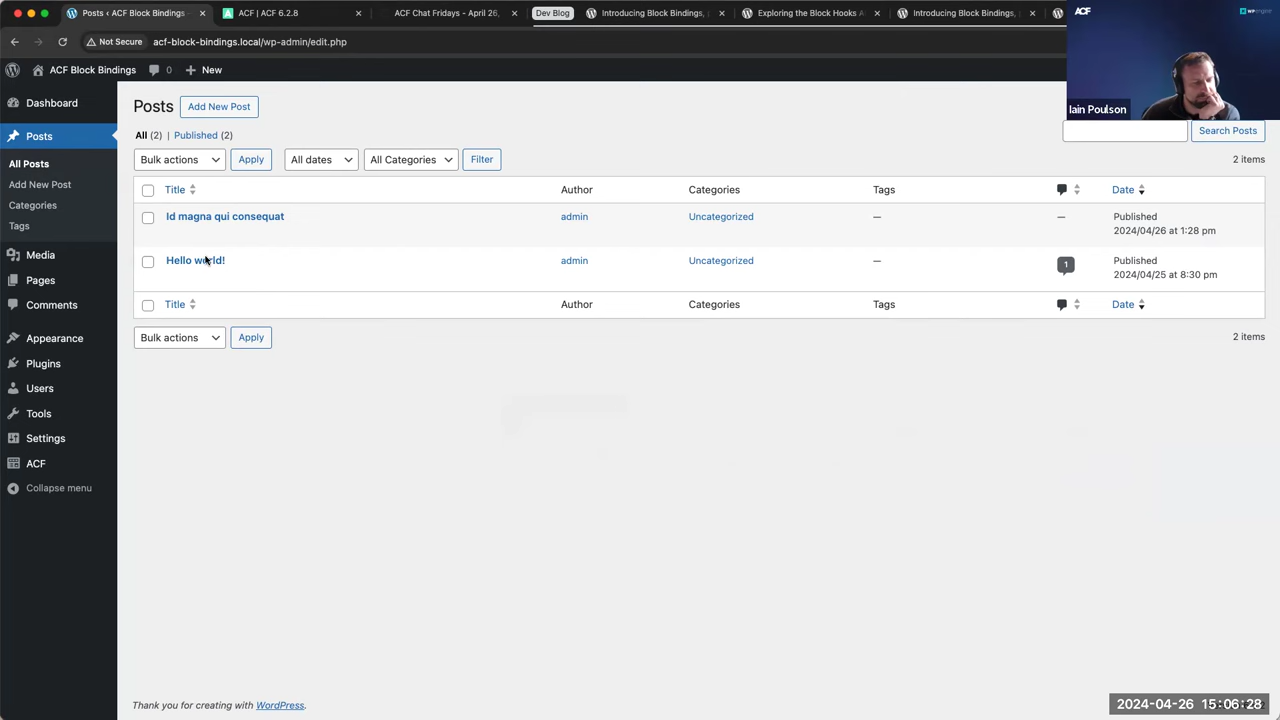 Posts ‹ ACF Block Bindings
ACF | ACF 6.2.8
ACF Chat Fridays - April 26,
Dev Blog
Introducing Block Bindings,
Exploring the Block Hooks A
Introducing Block Bindings,
Not Secure
acf-block-bindings.local/wp-admin/edit.php
ACF
WP engine
Iain Poulson
ACF Block Bindings
0
New
Dashboard
Posts
All Posts
Add New Post
Categories
Tags
Media
Pages
Comments
Appearance
Plugins
Users
Tools
Settings
ACF
Collapse menu
Posts
Add New Post
All (2) | Published (2)
Search Posts
Bulk actions
Apply
All dates
All Categories
Filter
2 items
Title
Author
Categories
Tags
Date
Id magna qui consequat
admin
Uncategorized
—
—
Published
2024/04/26 at 1:28 pm
Hello world!
admin
Uncategorized
—
1
Published
2024/04/25 at 8:30 pm
Title
Author
Categories
Tags
Date
Bulk actions
Apply
2 items
Thank you for creating with WordPress.
2024-04-26 15:06:28